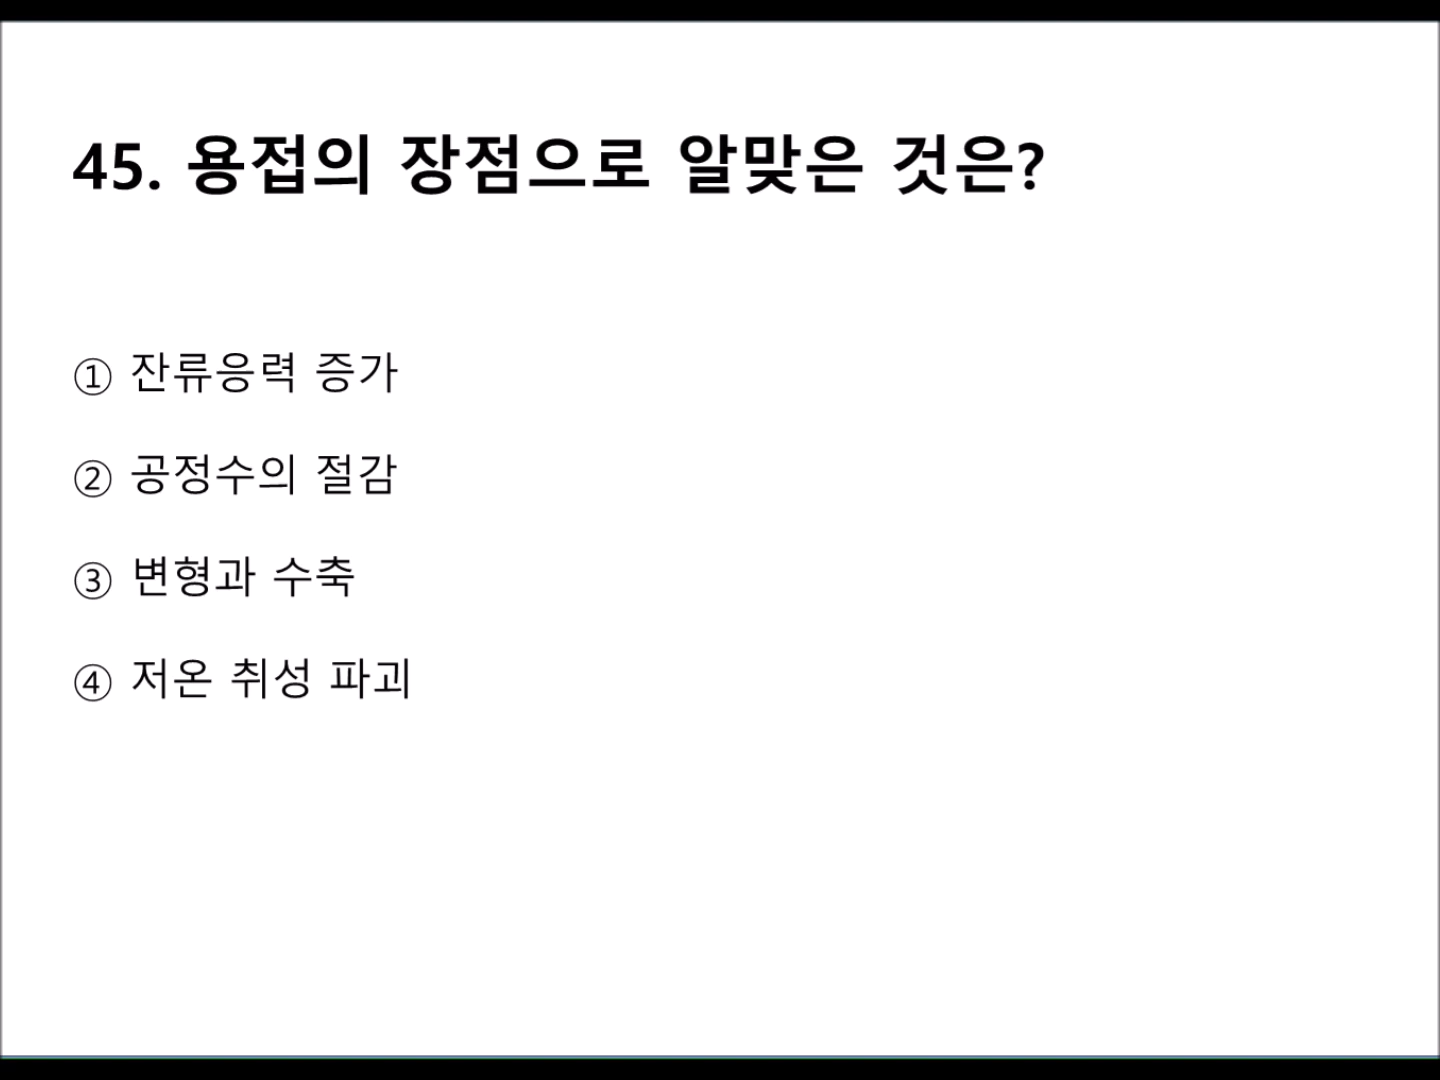 45. 용접의 장점으로 알맞은 것은?
① 잔류응력 증가
② 공정수의 절감
③ 변형과 수축
④ 저온 취성 파괴